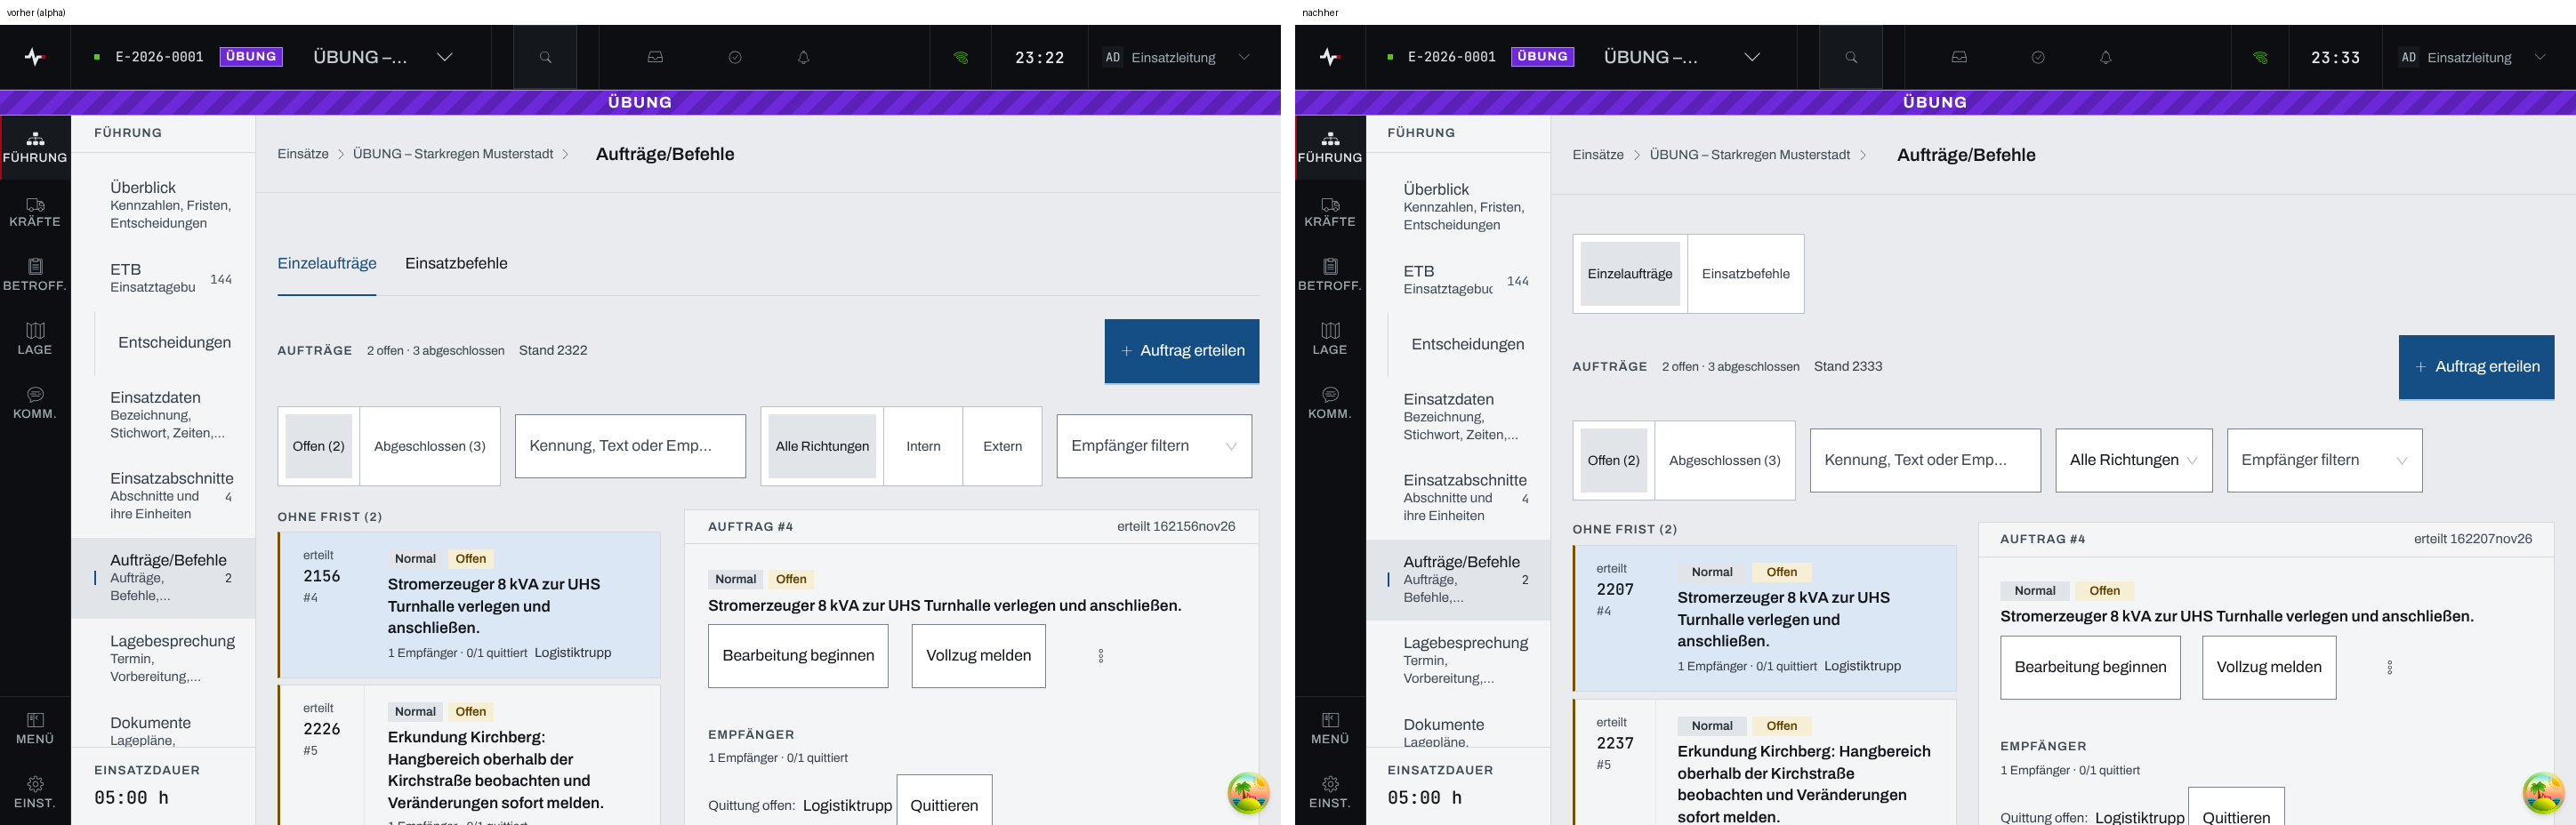 vorher (alpha)
E-2026-0001 ÜBUNG ÜBUNG –... 23:22 AD Einsatzleitung
ÜBUNG
FÜHRUNG
KRÄFTE
BETROFF.
LAGE
KOMM.
MENÜ
EINST.
FÜHRUNG
Überblick
Kennzahlen, Fristen,
Entscheidungen
ETB
Einsatztagebu 144
Entscheidungen
Einsatzdaten
Bezeichnung,
Stichwort, Zeiten,...
Einsatzabschnitte
Abschnitte und 4
ihre Einheiten
Aufträge/Befehle
Aufträge, 2
Befehle,...
Lagebesprechung
Termin,
Vorbereitung,...
Dokumente
Lagepläne,
EINSATZDAUER
05:00 h
Einsätze ÜBUNG – Starkregen Musterstadt Aufträge/Befehle
Einzelaufträge Einsatzbefehle
AUFTRÄGE 2 offen · 3 abgeschlossen Stand 2322
+ Auftrag erteilen
Offen (2) Abgeschlossen (3) Kennung, Text oder Emp... Alle Richtungen Intern Extern Empfänger filtern
OHNE FRIST (2)
erteilt
2156
#4
Normal Offen
Stromerzeuger 8 kVA zur UHS
Turnhalle verlegen und
anschließen.
1 Empfänger · 0/1 quittiert Logistiktrupp
erteilt
2226
#5
Normal Offen
Erkundung Kirchberg:
Hangbereich oberhalb der
Kirchstraße beobachten und
Veränderungen sofort melden.
1 Empfänger · 0/1 quittiert
AUFTRAG #4 erteilt 162156nov26
Normal Offen
Stromerzeuger 8 kVA zur UHS Turnhalle verlegen und anschließen.
Bearbeitung beginnen Vollzug melden
EMPFÄNGER
1 Empfänger · 0/1 quittiert
Quittung offen: Logistiktrupp Quittieren
nachher
E-2026-0001 ÜBUNG ÜBUNG –... 23:33 AD Einsatzleitung
ÜBUNG
FÜHRUNG
KRÄFTE
BETROFF.
LAGE
KOMM.
MENÜ
EINST.
FÜHRUNG
Überblick
Kennzahlen, Fristen,
Entscheidungen
ETB
Einsatztagebuc 144
Entscheidungen
Einsatzdaten
Bezeichnung,
Stichwort, Zeiten,...
Einsatzabschnitte
Abschnitte und 4
ihre Einheiten
Aufträge/Befehle
Aufträge, 2
Befehle,...
Lagebesprechung
Termin,
Vorbereitung,...
Dokumente
Lagepläne,
EINSATZDAUER
05:00 h
Einsätze ÜBUNG – Starkregen Musterstadt Aufträge/Befehle
Einzelaufträge Einsatzbefehle
AUFTRÄGE 2 offen · 3 abgeschlossen Stand 2333
+ Auftrag erteilen
Offen (2) Abgeschlossen (3) Kennung, Text oder Emp... Alle Richtungen Empfänger filtern
OHNE FRIST (2)
erteilt
2207
#4
Normal Offen
Stromerzeuger 8 kVA zur UHS
Turnhalle verlegen und
anschließen.
1 Empfänger · 0/1 quittiert Logistiktrupp
erteilt
2237
#5
Normal Offen
Erkundung Kirchberg: Hangbereich
oberhalb der Kirchstraße
beobachten und Veränderungen
sofort melden.
AUFTRAG #4 erteilt 162207nov26
Normal Offen
Stromerzeuger 8 kVA zur UHS Turnhalle verlegen und anschließen.
Bearbeitung beginnen Vollzug melden
EMPFÄNGER
1 Empfänger · 0/1 quittiert
Quittung offen: Logistiktrupp Quittieren